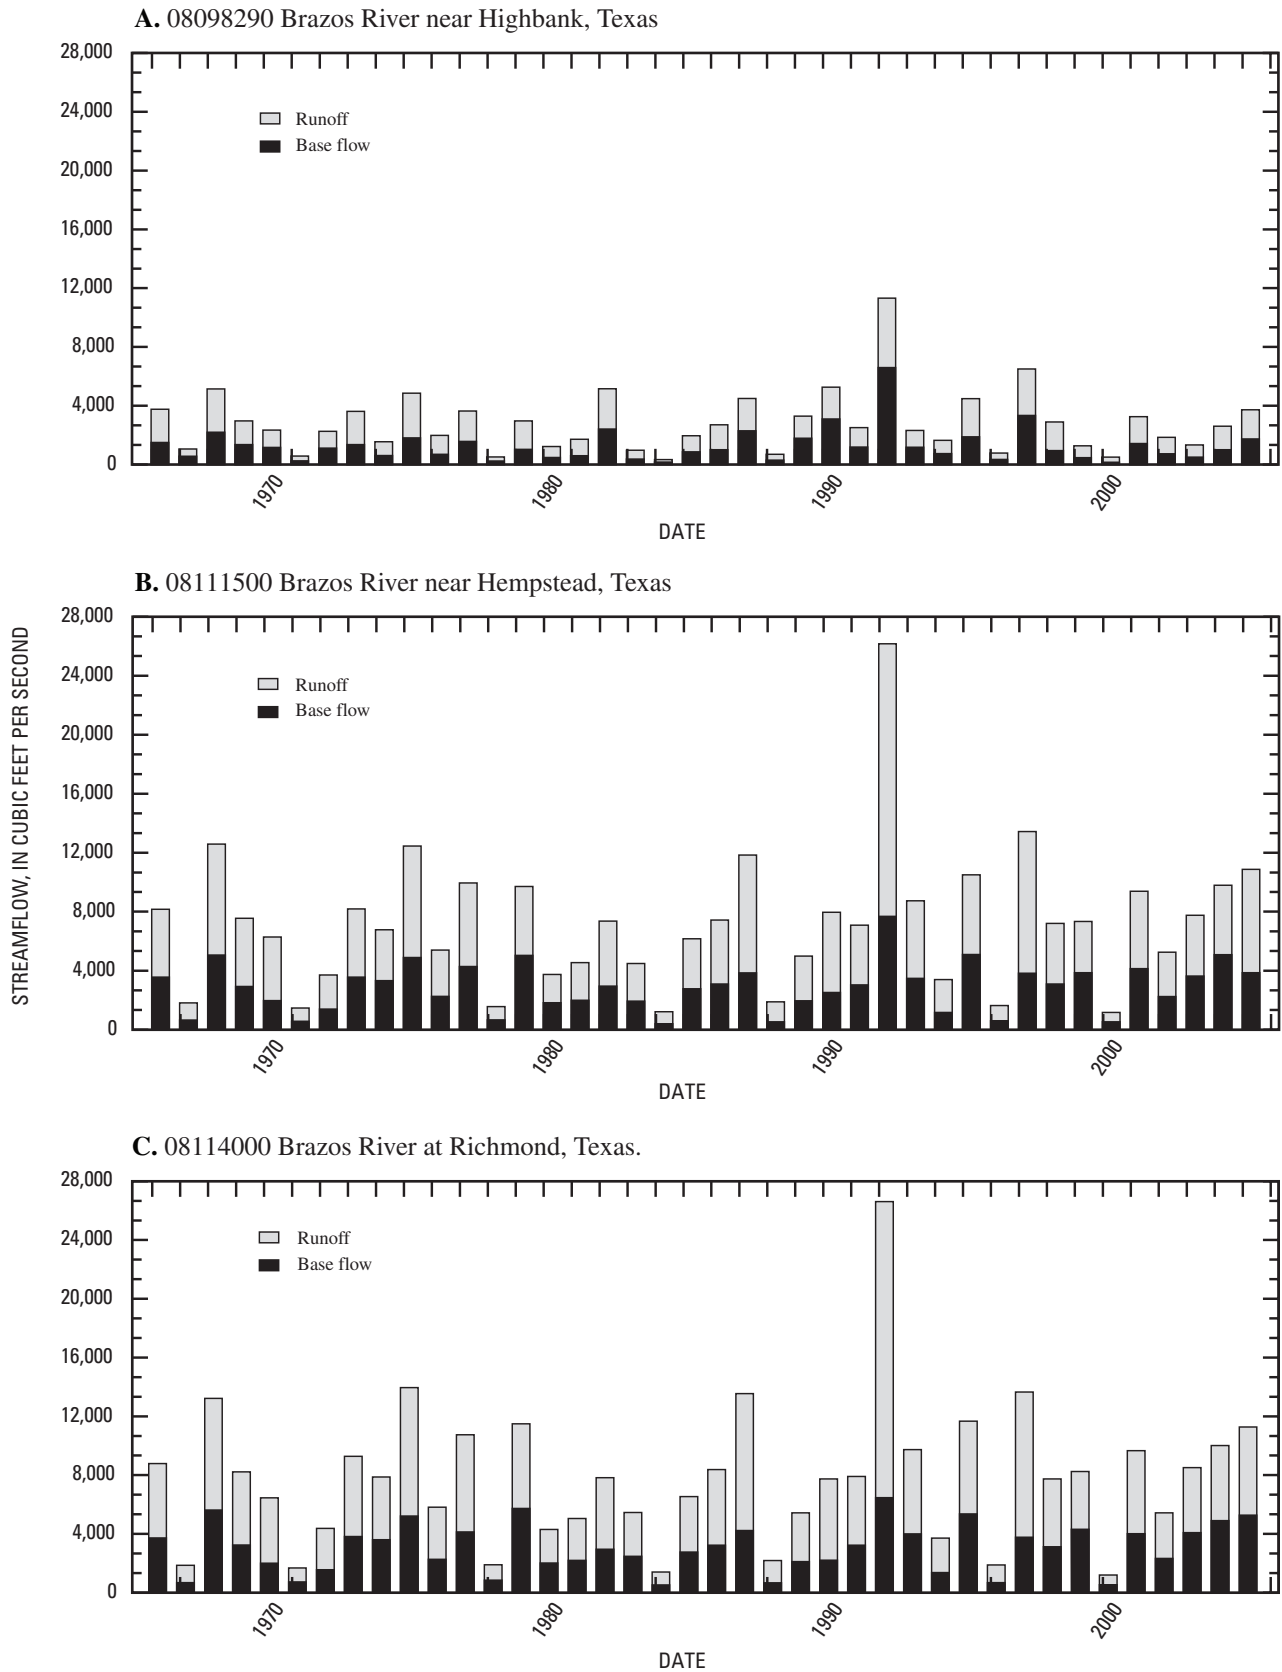 A. 08098290 Brazos River near Highbank, Texas
28,000
24,000
20,000
16,000
12,000
8,000
4,000
0
Runoff
Base flow
1970
1980
1990
2000
DATE
STREAMFLOW, IN CUBIC FEET PER SECOND
B. 08111500 Brazos River near Hempstead, Texas
28,000
24,000
20,000
16,000
12,000
8,000
4,000
0
Runoff
Base flow
1970
1980
1990
2000
DATE
C. 08114000 Brazos River at Richmond, Texas.
28,000
24,000
20,000
16,000
12,000
8,000
4,000
0
Runoff
Base flow
1970
1980
1990
2000
DATE